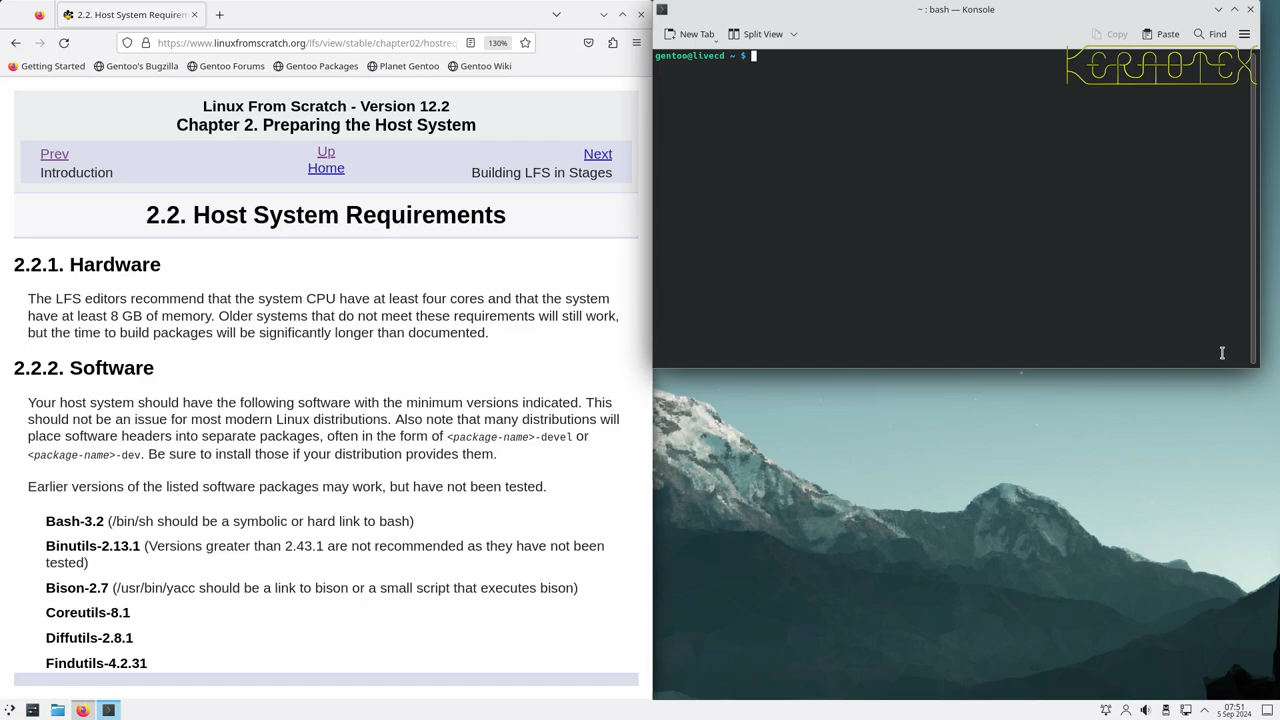 2.2. Host System Requirem
https://www.linuxfromscratch.org/lfs/view/stable/chapter02/hostreq
130%
Getting Started
Gentoo's Bugzilla
Gentoo Forums
Gentoo Packages
Planet Gentoo
Gentoo Wiki
Linux From Scratch - Version 12.2
Chapter 2. Preparing the Host System
Prev
Up
Next
Introduction
Home
Building LFS in Stages
2.2. Host System Requirements
2.2.1. Hardware
The LFS editors recommend that the system CPU have at least four cores and that the system
have at least 8 GB of memory. Older systems that do not meet these requirements will still work,
but the time to build packages will be significantly longer than documented.
2.2.2. Software
Your host system should have the following software with the minimum versions indicated. This
should not be an issue for most modern Linux distributions. Also note that many distributions will
place software headers into separate packages, often in the form of <package-name>-devel or
<package-name>-dev. Be sure to install those if your distribution provides them.
Earlier versions of the listed software packages may work, but have not been tested.
Bash-3.2 (/bin/sh should be a symbolic or hard link to bash)
Binutils-2.13.1 (Versions greater than 2.43.1 are not recommended as they have not been
tested)
Bison-2.7 (/usr/bin/yacc should be a link to bison or a small script that executes bison)
Coreutils-8.1
Diffutils-2.8.1
Findutils-4.2.31
~ : bash — Konsole
New Tab
Split View
Copy
Paste
Find
gentoo@livecd ~ $
KERNOTEX
07:51
5 Sep 2024